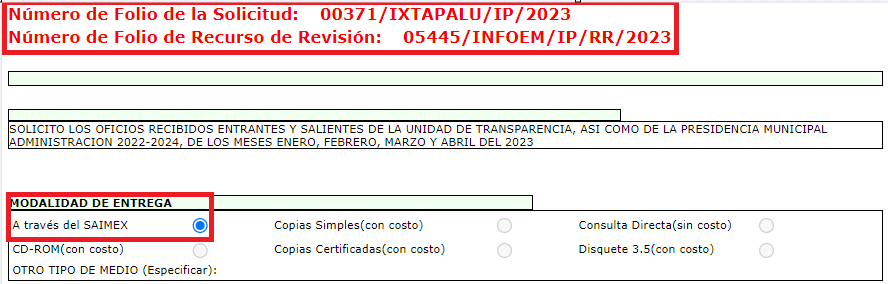 Número de Folio de la Solicitud: 00371/IXTAPALU/IP/2023
Número de Folio de Recurso de Revisión: 05445/INFOEM/IP/RR/2023
SOLICITO LOS OFICIOS RECIBIDOS ENTRANTES Y SALIENTES DE LA UNIDAD DE TRANSPARENCIA, ASI COMO DE LA PRESIDENCIA MUNICIPAL
ADMINISTRACION 2022-2024, DE LOS MESES ENERO, FEBRERO, MARZO Y ABRIL DEL 2023
MODALIDAD DE ENTREGA
A través del SAIMEX Copias Simples(con costo) Consulta Directa(sin costo)
CD-ROM(con costo) Copias Certificadas(con costo) Disquete 3.5(con costo)
OTRO TIPO DE MEDIO (Especificar):